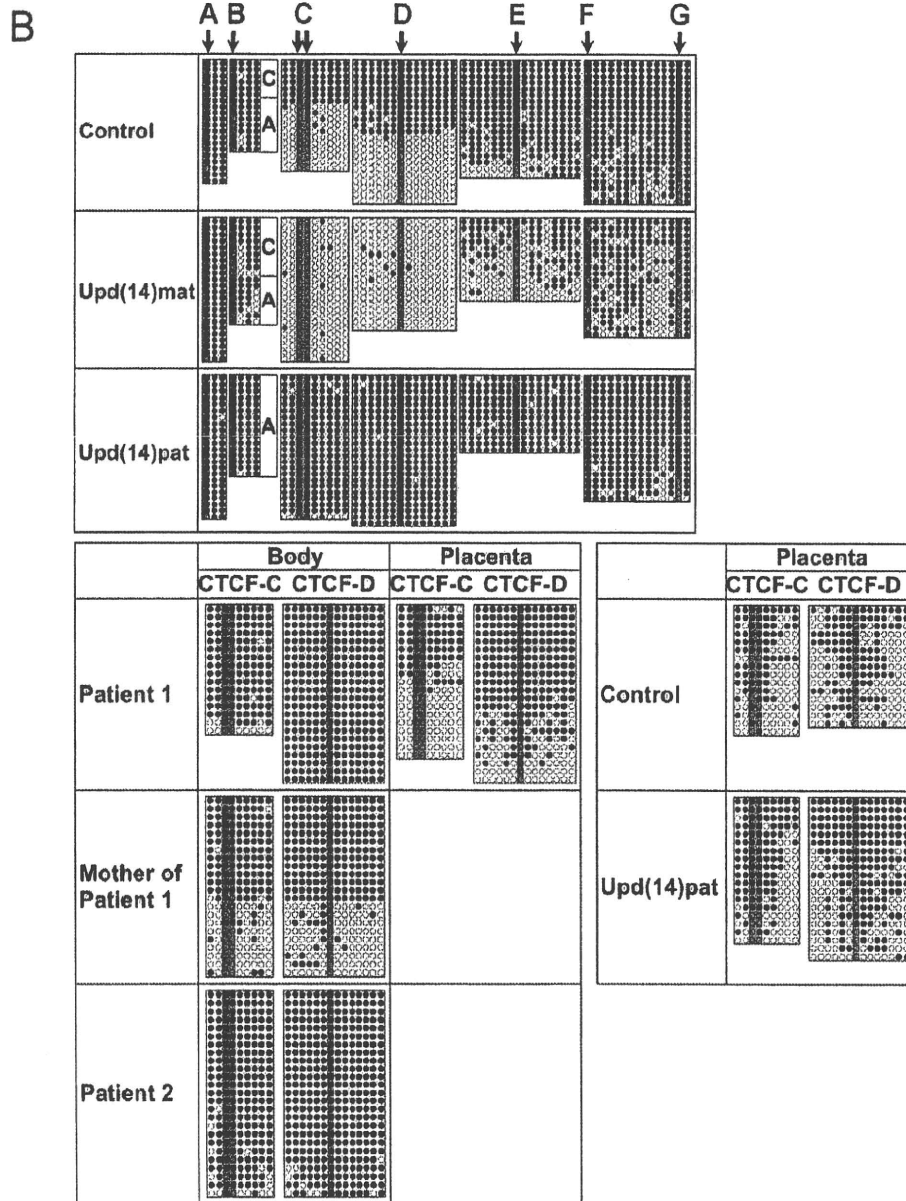 B
A B C D E F G
Control
C
A
Upd(14)mat
C
A
Upd(14)pat
A
Body Placenta
CTCF-C CTCF-D CTCF-C CTCF-D
Patient 1
Mother of
Patient 1
Patient 2
Placenta
CTCF-C CTCF-D
Control
Upd(14)pat